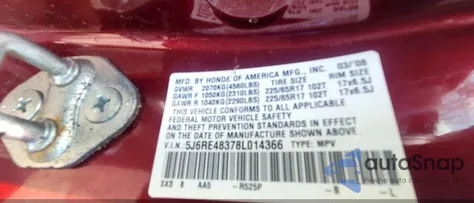 MFD. BY HONDA OF AMERICA MFG., INC. 03/'08
GVWR 2070KG(4560LBS) TIRE SIZE RIM SIZE
GAWR F 1050KG(2310LBS) 225/65R17 102T 17x6.5J
GAWR R 1040KG(2290LBS) 225/65R17 102T 17x6.5J
THIS VEHICLE CONFORMS TO ALL APPLICABLE
FEDERAL MOTOR VEHICLE SAFETY, BUMPER,
AND THEFT PREVENTION STANDARDS IN EFFECT
ON THE DATE OF MANUFACTURE SHOWN ABOVE.
V.I.N: 5J6RE48378L014366 TYPE: MPV
SXS 8 AA5 - R525P - B - L
autoSnap